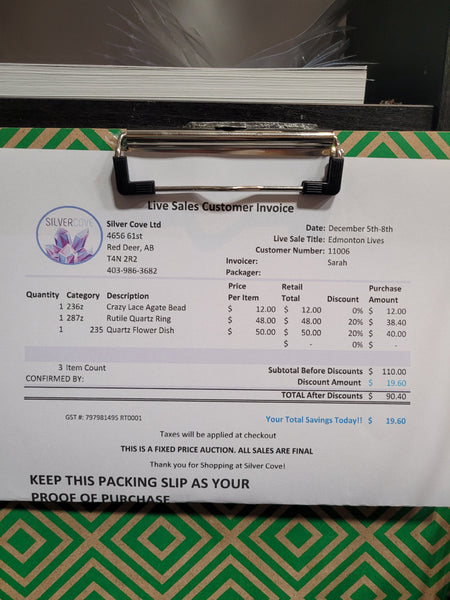 Live Sales Customer Invoice
SILVERCOVE
Silver Cove Ltd
4656 61st
Red Deer, AB
T4N 2R2
403-986-3682
Date: December 5th-8th
Live Sale Title: Edmonton Lives
Customer Number: 11006
Invoicer: Sarah
Packager:
Quantity Category Description Price Per Item Retail Total Discount Purchase Amount
1 236z Crazy Lace Agate Bead $ 12.00 $ 12.00 0% $ 12.00
1 287z Rutile Quartz Ring $ 48.00 $ 48.00 20% $ 38.40
1 235 Quartz Flower Dish $ 50.00 $ 50.00 20% $ 40.00
$ - 0% $ -
3 Item Count Subtotal Before Discounts $ 110.00
CONFIRMED BY: Discount Amount $ 19.60
TOTAL After Discounts $ 90.40
GST #: 797981495 RT0001 Your Total Savings Today!! $ 19.60
Taxes will be applied at checkout
THIS IS A FIXED PRICE AUCTION. ALL SALES ARE FINAL
Thank you for Shopping at Silver Cove!
KEEP THIS PACKING SLIP AS YOUR
PROOF OF PURCHASE